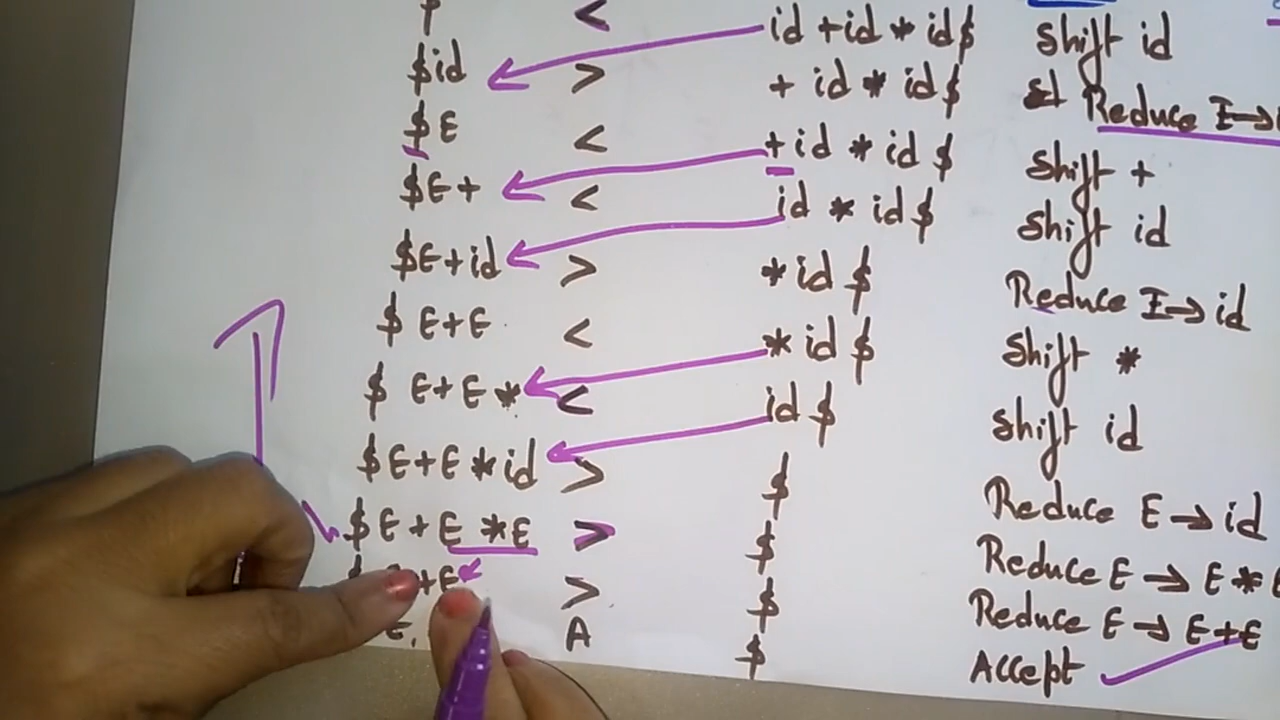 $ < id +id * id$ Shift id
$id > + id * id$ Reduce E→
$E < +id * id $ Shift +
$E+ < id * id$ Shift id
$E+id > *id $ Reduce E→id
$ E+E < * id $ Shift *
$ E+E * < id $ Shift id
$E+E *id > $ Reduce E→id
$E + E *E > $ Reduce E→ E*E
+E > $ Reduce E→ E+E
E A $ Accept